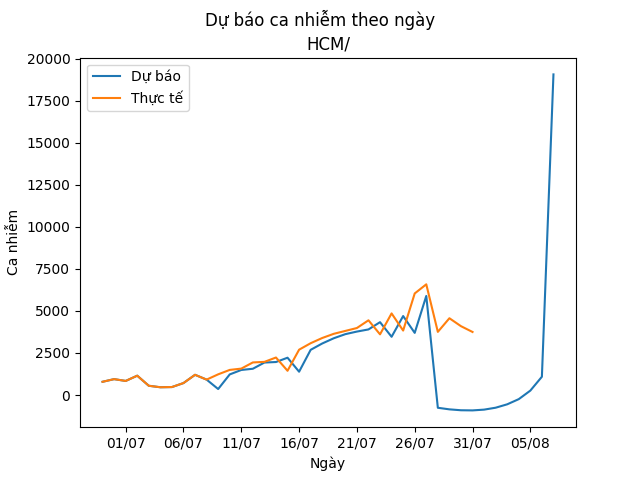 Dự báo ca nhiễm theo ngày
HCM/
Dự báo
Thực tế
Ca nhiễm
20000
17500
15000
12500
10000
7500
5000
2500
0
01/07
06/07
11/07
16/07
21/07
26/07
31/07
05/08
Ngày